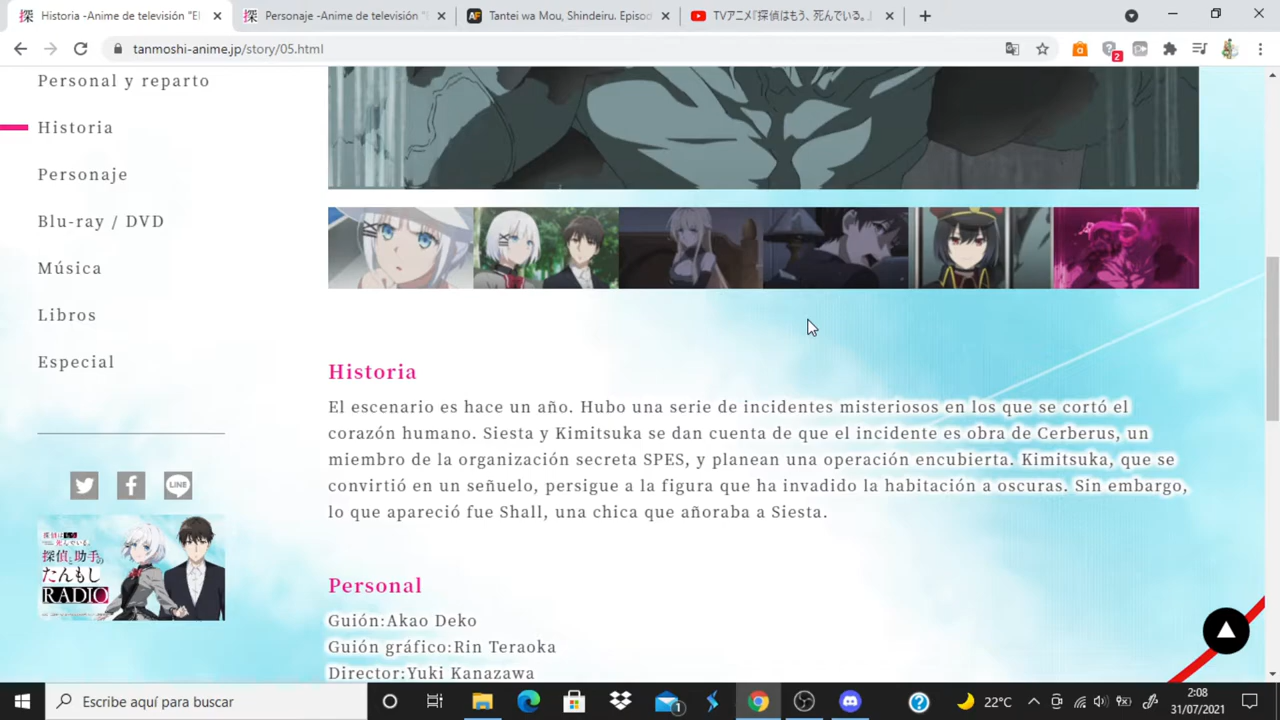 Historia -Anime de televisión "El
Personaje -Anime de televisión "
Tantei wa Mou, Shindeiru. Episod
TVアニメ『探偵はもう、死んでいる。』
tanmoshi-anime.jp/story/05.html
2
Personal y reparto
Historia
Personaje
Blu-ray / DVD
Música
Libros
Especial
LINE
探偵はもう、死んでいる。
探偵と助手の
たんもし
RADIO
Historia
El escenario es hace un año. Hubo una serie de incidentes misteriosos en los que se cortó el
corazón humano. Siesta y Kimitsuka se dan cuenta de que el incidente es obra de Cerberus, un
miembro de la organización secreta SPES, y planean una operación encubierta. Kimitsuka, que se
convirtió en un señuelo, persigue a la figura que ha invadido la habitación a oscuras. Sin embargo,
lo que apareció fue Shall, una chica que añoraba a Siesta.
Personal
Guión:Akao Deko
Guión gráfico:Rin Teraoka
Director:Yuki Kanazawa
Escribe aquí para buscar
1
22°C
2:08
31/07/2021